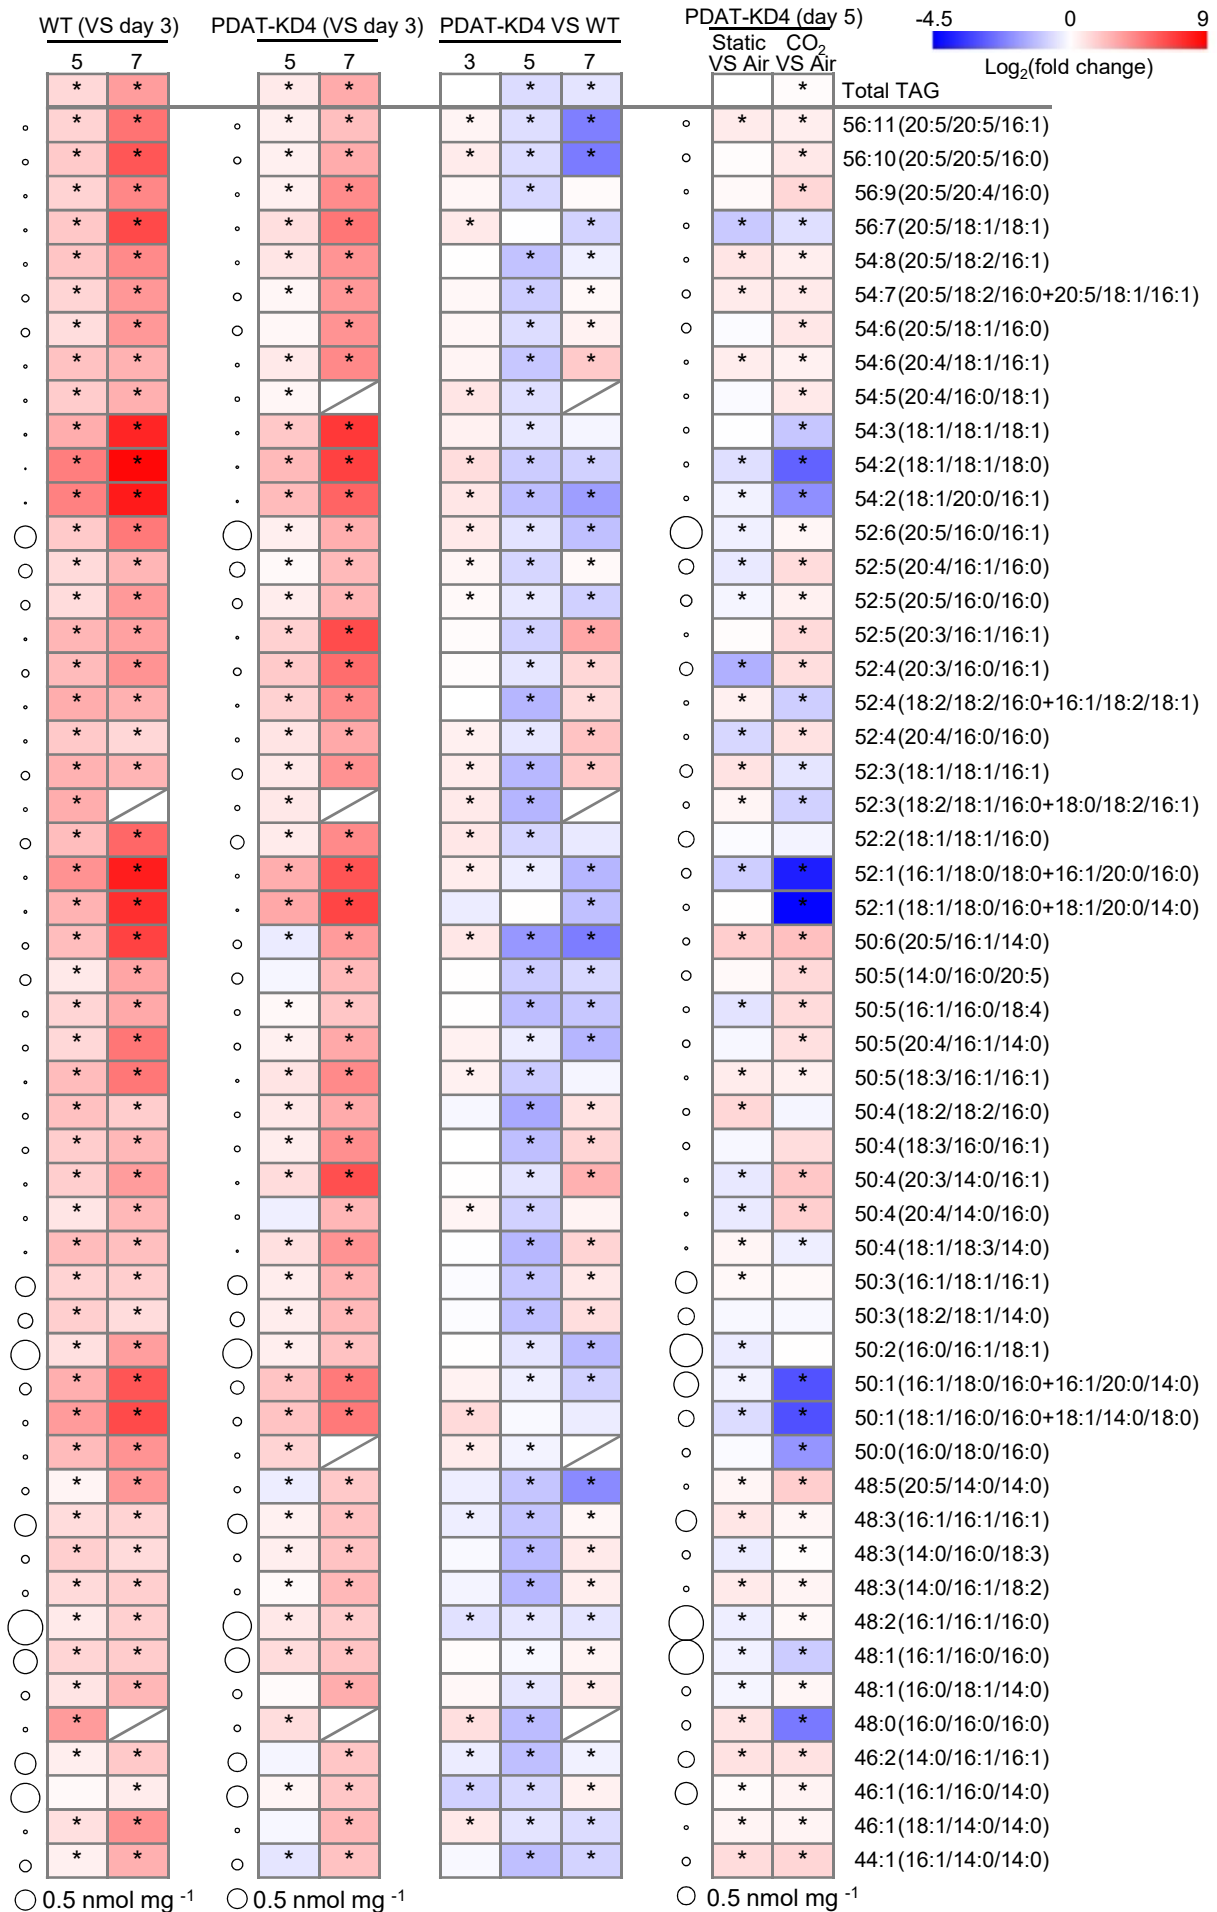 WT (VS day 3) PDAT-KD4 (VS day 3) PDAT-KD4 VS WT PDAT-KD4 (day 5) -4.5 0 9
Static VS Air CO2 VS Air
Log2(fold change)
5 7 5 7 3 5 7
* * * * * * * Total TAG
* * * * * * * * * 56:11(20:5/20:5/16:1)
* * * * * * * * 56:10(20:5/20:5/16:0)
* * * * * * 56:9(20:5/20:4/16:0)
* * * * * * * * 56:7(20:5/18:1/18:1)
* * * * * * * * 54:8(20:5/18:2/16:1)
* * * * * * * * 54:7(20:5/18:2/16:0+20:5/18:1/16:1)
* * * * * * 54:6(20:5/18:1/16:0)
* * * * * * * * 54:6(20:4/18:1/16:1)
* * * * * * 54:5(20:4/16:0/18:1)
* * * * * * 54:3(18:1/18:1/18:1)
* * * * * * * * * 54:2(18:1/18:1/18:0)
* * * * * * * * * 54:2(18:1/20:0/16:1)
* * * * * * * * * 52:6(20:5/16:0/16:1)
* * * * * * * * * 52:5(20:4/16:1/16:0)
* * * * * * * * * 52:5(20:5/16:0/16:0)
* * * * * * * 52:5(20:3/16:1/16:1)
* * * * * * * * 52:4(20:3/16:0/16:1)
* * * * * * * * 52:4(18:2/18:2/16:0+16:1/18:2/18:1)
* * * * * * * * * 52:4(20:4/16:0/16:0)
* * * * * * * * * 52:3(18:1/18:1/16:1)
* * * * * * 52:3(18:2/18:1/16:0+18:0/18:2/16:1)
* * * * * * 52:2(18:1/18:1/16:0)
* * * * * * * * * 52:1(16:1/18:0/18:0+16:1/20:0/16:0)
* * * * * * 52:1(18:1/18:0/16:0+18:1/20:0/14:0)
* * * * * * * * * 50:6(20:5/16:1/14:0)
* * * * * * 50:5(14:0/16:0/20:5)
* * * * * * * * 50:5(16:1/16:0/18:4)
* * * * * * * 50:5(20:4/16:1/14:0)
* * * * * * * * 50:5(18:3/16:1/16:1)
* * * * * * * 50:4(18:2/18:2/16:0)
* * * * * * 50:4(18:3/16:0/16:1)
* * * * * * * * 50:4(20:3/14:0/16:1)
* * * * * * * 50:4(20:4/14:0/16:0)
* * * * * * * * 50:4(18:1/18:3/14:0)
* * * * * * * 50:3(16:1/18:1/16:1)
* * * * * * 50:3(18:2/18:1/14:0)
* * * * * * * 50:2(16:0/16:1/18:1)
* * * * * * * * 50:1(16:1/18:0/16:0+16:1/20:0/14:0)
* * * * * * * 50:1(18:1/16:0/16:0+18:1/14:0/18:0)
* * * * * * 50:0(16:0/18:0/16:0)
* * * * * * * * 48:5(20:5/14:0/14:0)
* * * * * * * * * 48:3(16:1/16:1/16:1)
* * * * * * * * 48:3(14:0/16:0/18:3)
* * * * * * * * 48:3(14:0/16:1/18:2)
* * * * * * * * * 48:2(16:1/16:1/16:0)
* * * * * * * * 48:1(16:1/16:0/16:0)
* * * * * * * 48:1(16:0/18:1/14:0)
* * * * * * 48:0(16:0/16:0/16:0)
* * * * * * * * 46:2(14:0/16:1/16:1)
* * * * * * * * 46:1(16:1/16:0/14:0)
* * * * * * * * 46:1(18:1/14:0/14:0)
* * * * * * * * 44:1(16:1/14:0/14:0)
0.5 nmol mg -1 0.5 nmol mg -1 0.5 nmol mg -1